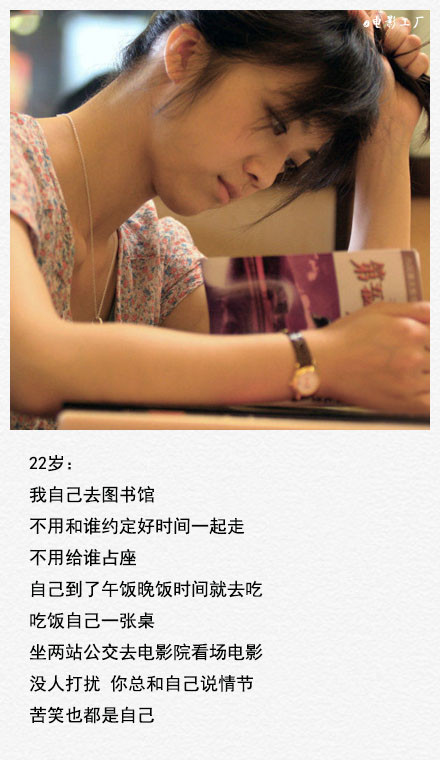 e电影工厂
第五
22岁：
我自己去图书馆
不用和谁约定好时间一起走
不用给谁占座
自己到了午饭晚饭时间就去吃
吃饭自己一张桌
坐两站公交去电影院看场电影
没人打扰 你总和自己说情节
苦笑也都是自己